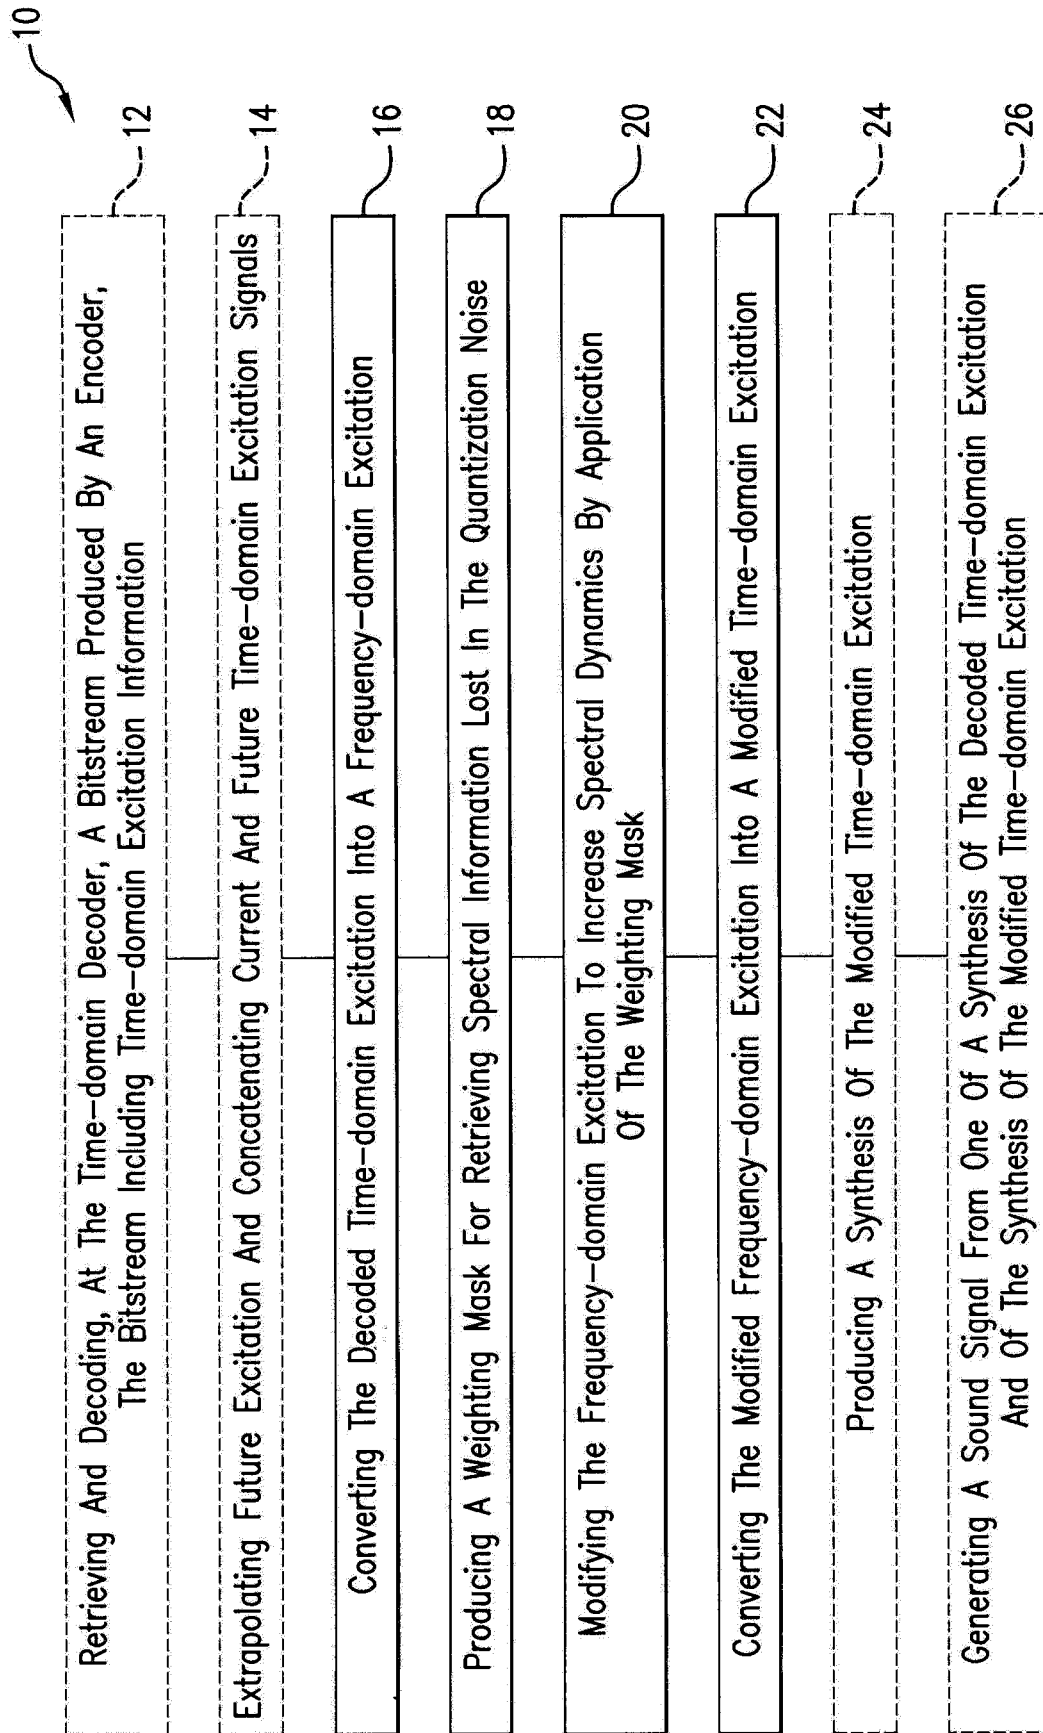 10
Retrieving And Decoding, At The Time-domain Decoder, A Bitstream Produced By An Encoder,
The Bitstream Including Time-domain Excitation Information
12
Extrapolating Future Excitation And Concatenating Current And Future Time-domain Excitation Signals
14
Converting The Decoded Time-domain Excitation Into A Frequency-domain Excitation
16
Producing A Weighting Mask For Retrieving Spectral Information Lost In The Quantization Noise
18
Modifying The Frequency-domain Excitation To Increase Spectral Dynamics By Application
Of The Weighting Mask
20
Converting The Modified Frequency-domain Excitation Into A Modified Time-domain Excitation
22
Producing A Synthesis Of The Modified Time-domain Excitation
24
Generating A Sound Signal From One Of A Synthesis Of The Decoded Time-domain Excitation
And Of The Synthesis Of The Modified Time-domain Excitation
26